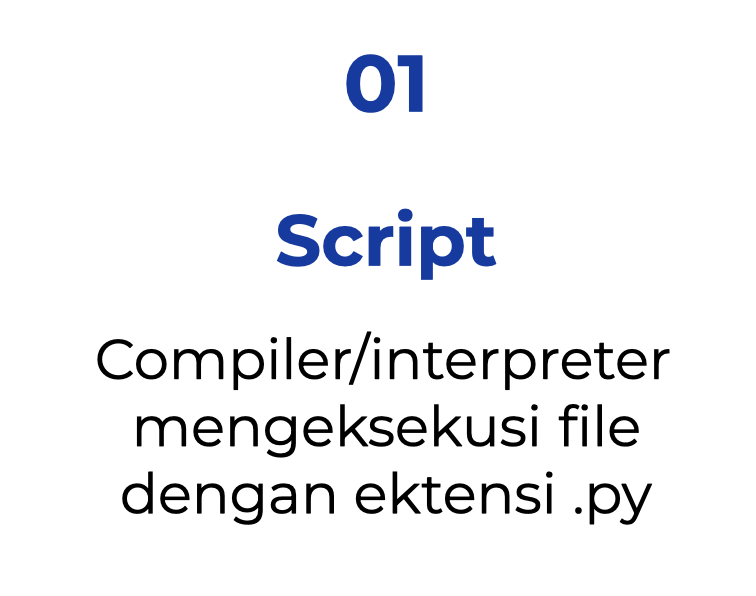 01
Script
Compiler/interpreter
mengeksekusi file
dengan ektensi .py